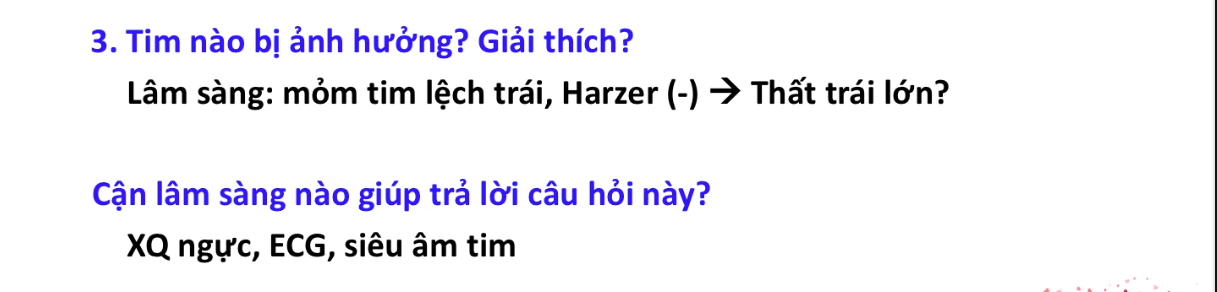 3. Tim nào bị ảnh hưởng? Giải thích?
Lâm sàng: mỏm tim lệch trái, Harzer (-) → Thất trái lớn?
Cận lâm sàng nào giúp trả lời câu hỏi này?
XQ ngực, ECG, siêu âm tim